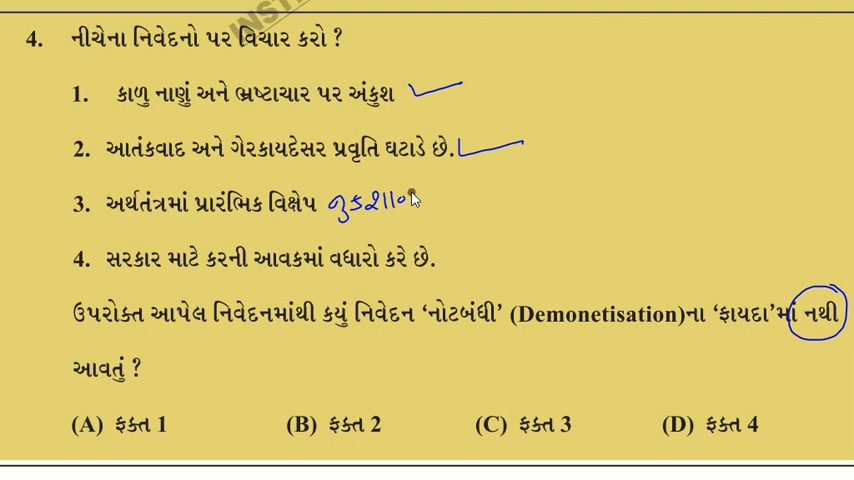 INSTI
4. નીચેના નિવેદનો પર વિચાર કરો ?
1. કાળુ નાણું અને ભ્રષ્ટાચાર પર અંકુશ
2. આતંકવાદ અને ગેરકાયદેસર પ્રવૃતિ ઘટાડે છે.
3. અર્થતંત્રમાં પ્રારંભિક વિક્ષેપ નુકશાન
4. સરકાર માટે કરની આવકમાં વધારો કરે છે.
ઉપરોક્ત આપેલ નિવેદનમાંથી કયું નિવેદન ‘નોટબંધી’ (Demonetisation)ના ‘ફાયદા’માં નથી
આવતું ?
(A) ફક્ત 1 (B) ફક્ત 2 (C) ફક્ત 3 (D) ફક્ત 4